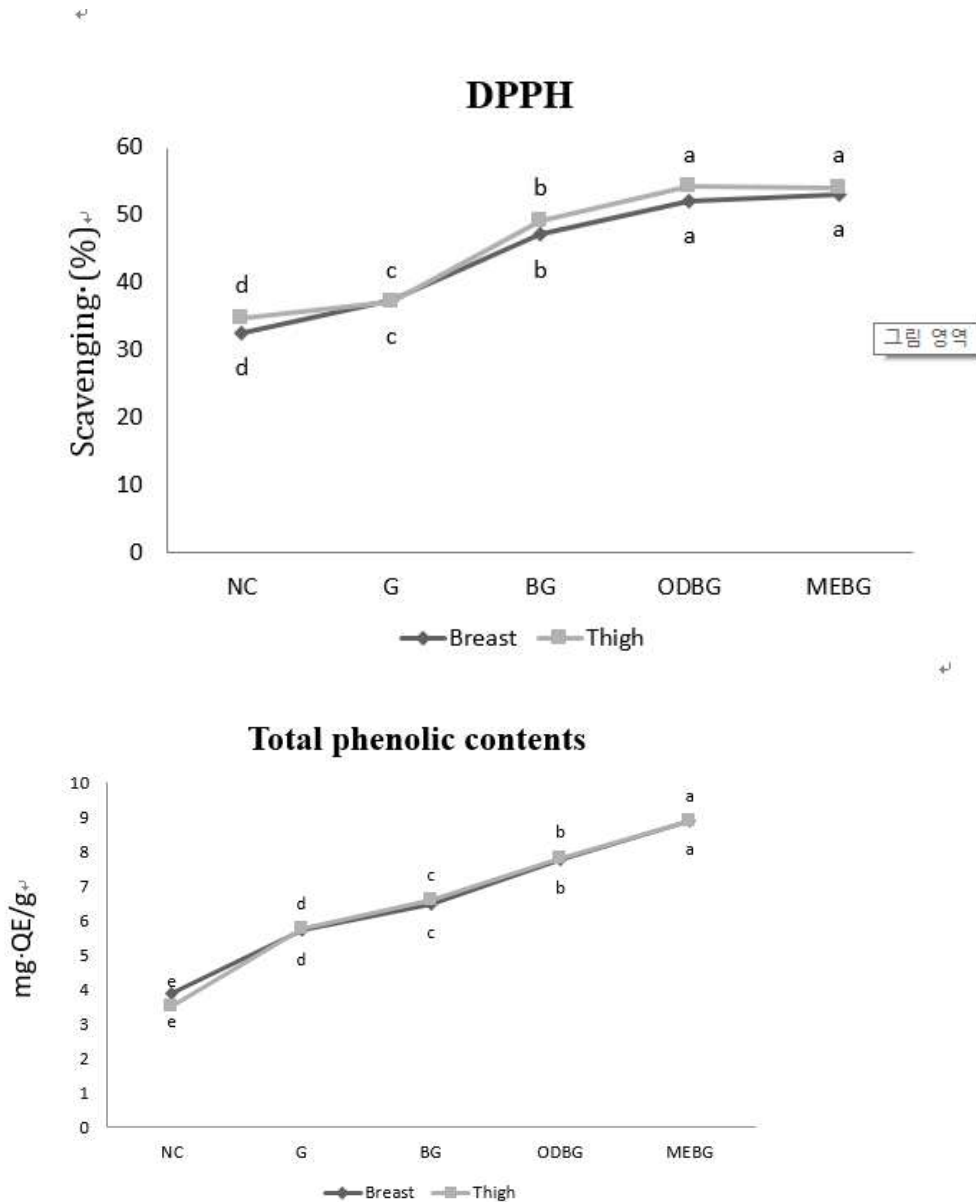 DPPH
60
50
40
30
20
10
0
Scavenging·(%)↵
d
c
b
a
a
d
c
b
a
a
NC G BG ODBG MEBG
Breast Thigh
그림 영역
↵
Total phenolic contents
10
9
8
7
6
5
4
3
2
1
0
mg·QE/g↵
e
d
c
b
a
e
d
c
b
a
NC G BG ODBG MEBG
Breast Thigh